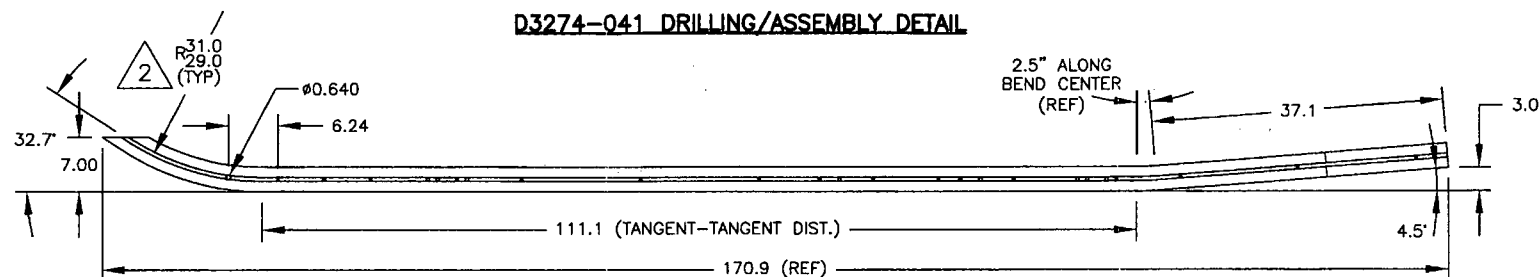 D3274-041 DRILLING/ASSEMBLY DETAIL
2
R31.0
29.0
(TYP)
Ø0.640
2.5" ALONG
BEND CENTER
(REF)
37.1
3.0
32.7°
7.00
6.24
111.1 (TANGENT-TANGENT DIST.)
4.5°
170.9 (REF)